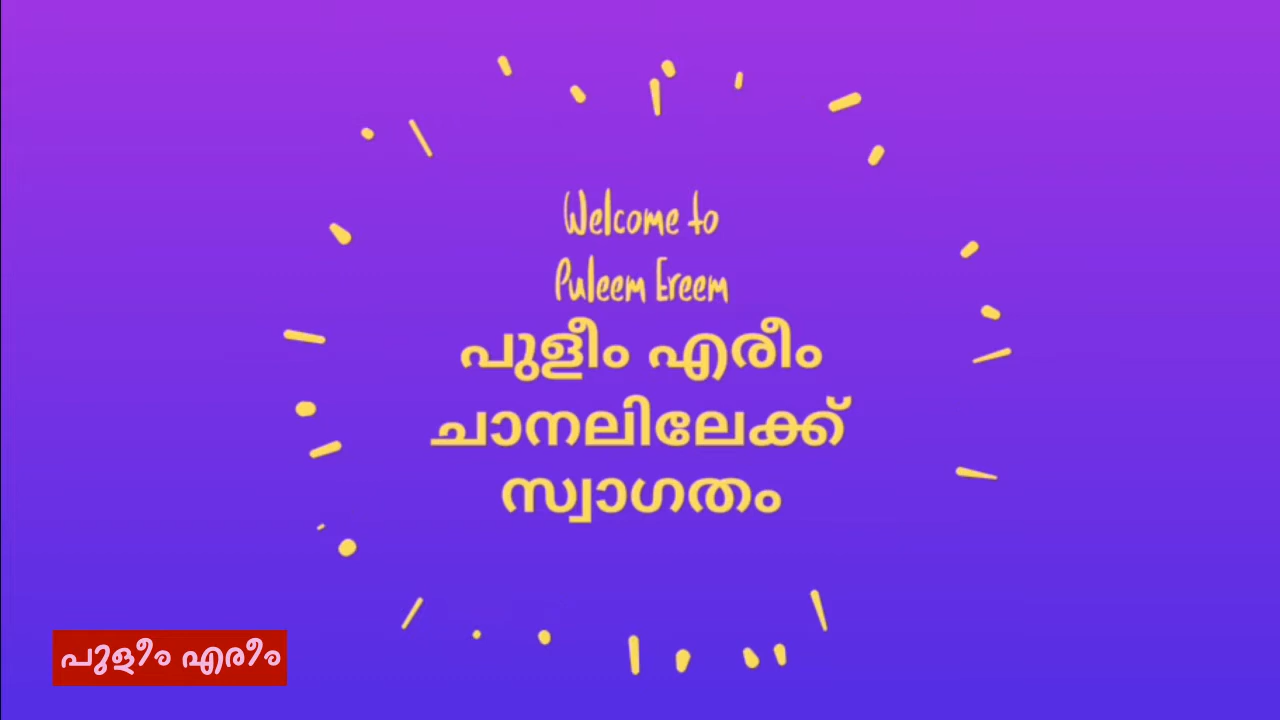 Welcome to
Puleem Ereem
പുളീം എരീം
ചാനലിലേക്ക്
സ്വാഗതം
പുളീം എരീം